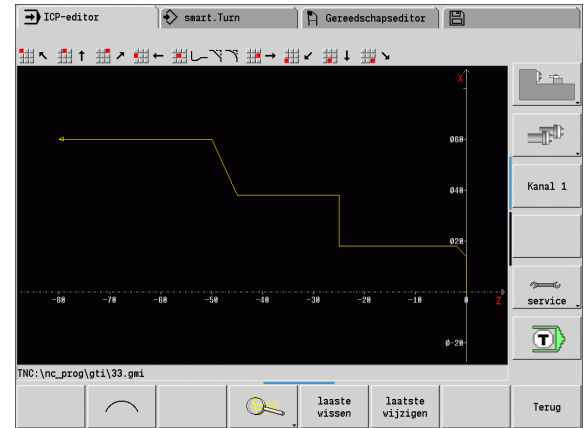 ICP-editor
smart.Turn
Gereedschapseditor
X
Ø60
Ø40
Ø20
-80 -70 -60 -50 -40 -30 -20 -10 0 Z
Ø-20
Kanal 1
service
T
TNC:\nc_prog\gti\33.gmi
laaste wissen
laatste wijzigen
Terug